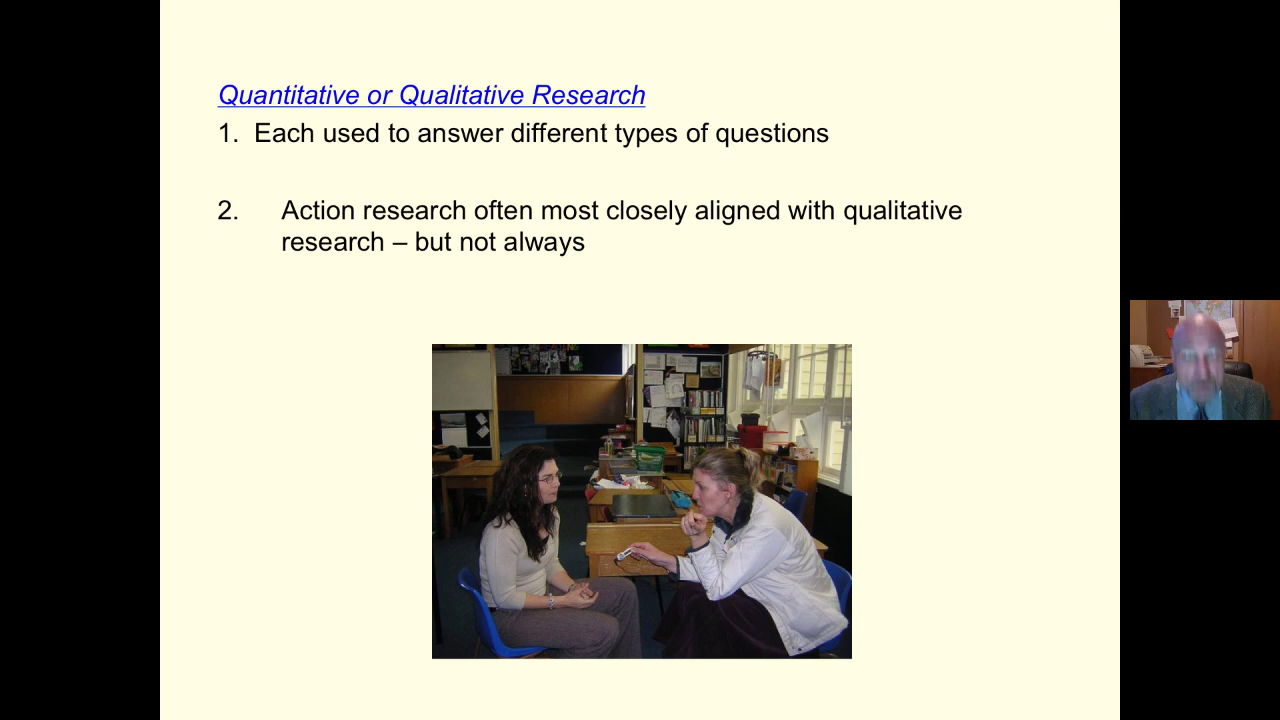 Quantitative or Qualitative Research
1. Each used to answer different types of questions
2. Action research often most closely aligned with qualitative
research – but not always